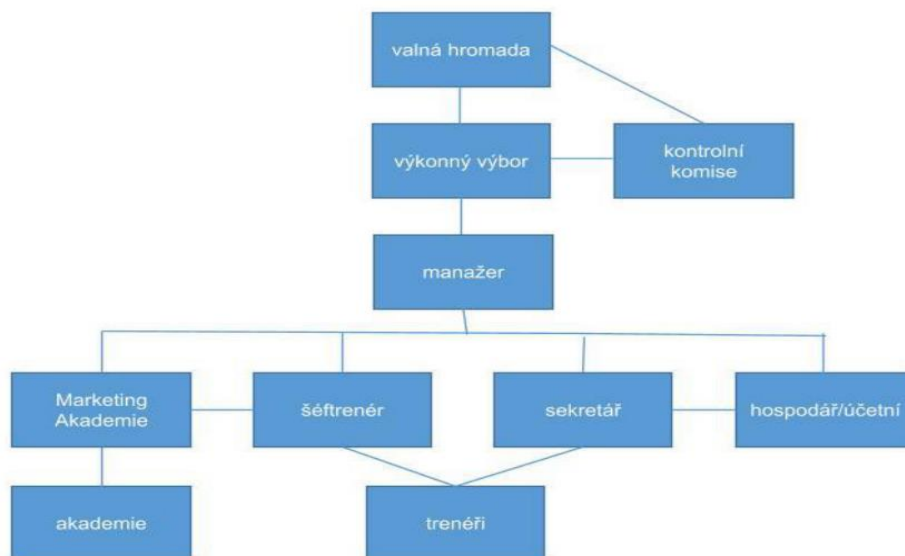 valná hromada
výkonný výbor
kontrolní
komise
manažer
Marketing
Akademie
šéftrenér
sekretář
hospodář/účetní
akademie
trenéři